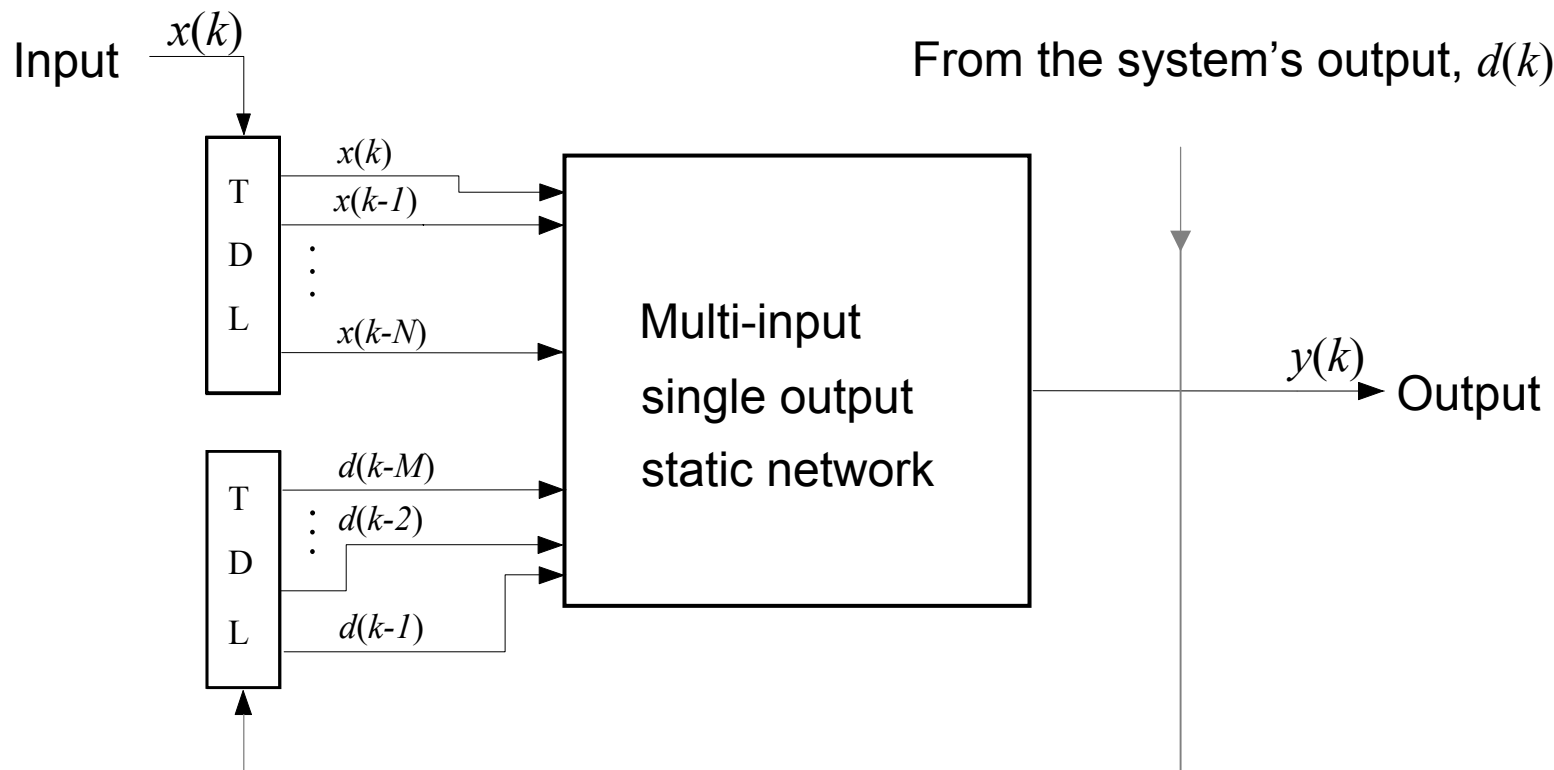 x(k)
Input
From the system’s output, d(k)
T
D
L
x(k)
x(k-1)
x(k-N)
Multi-input
single output
static network
y(k)
Output
T
D
L
d(k-M)
d(k-2)
d(k-1)